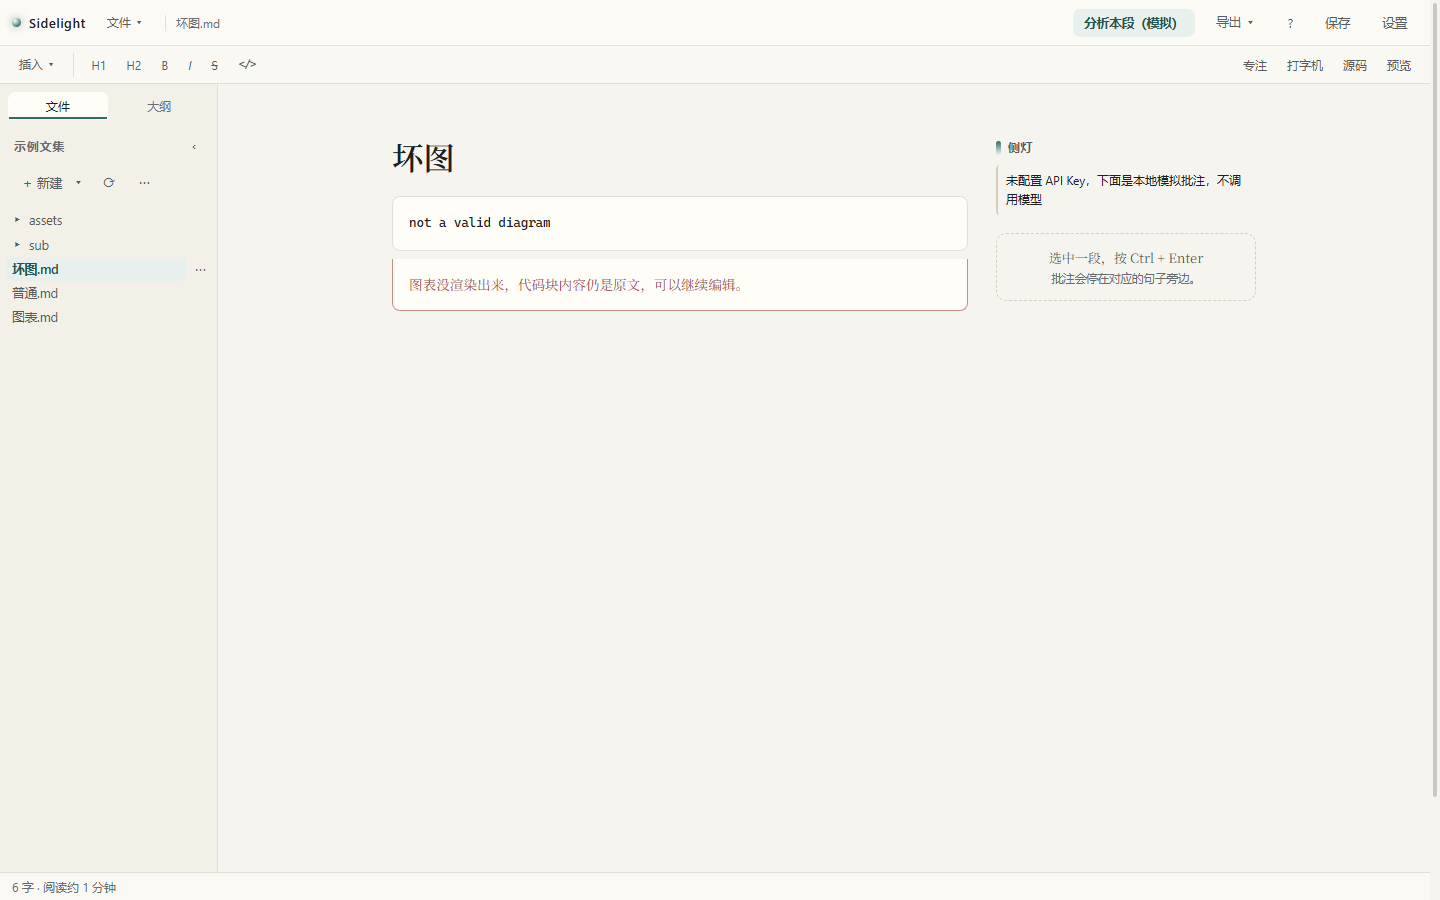 Sidelight 文件 坏图.md 分析本段（模拟） 导出 ? 保存 设置
插入 H1 H2 B I S </> 专注 打字机 源码 预览
文件 大纲
示例文集
+ 新建 ...
assets
sub
坏图.md ...
普通.md
图表.md
坏图
not a valid diagram
图表没渲染出来，代码块内容仍是原文，可以继续编辑。
侧灯
未配置 API Key，下面是本地模拟批注，不调
用模型
选中一段，按 Ctrl + Enter
批注会停在对应的句子旁边。
6 字 · 阅读约 1 分钟